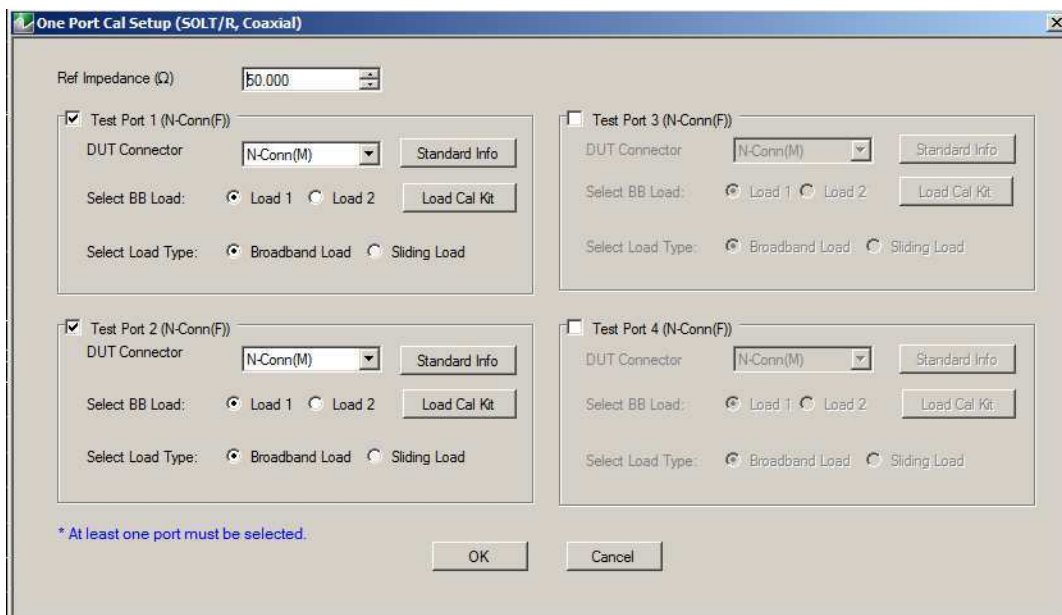 One Port Cal Setup (SOLT/R, Coaxial)
Ref Impedance (Ω) 50.000
Test Port 1 (N-Conn(F))
DUT Connector N-Conn(M) Standard Info
Select BB Load: Load 1 Load 2 Load Cal Kit
Select Load Type: Broadband Load Sliding Load
Test Port 3 (N-Conn(F))
DUT Connector N-Conn(M) Standard Info
Select BB Load: Load 1 Load 2 Load Cal Kit
Select Load Type: Broadband Load Sliding Load
Test Port 2 (N-Conn(F))
DUT Connector N-Conn(M) Standard Info
Select BB Load: Load 1 Load 2 Load Cal Kit
Select Load Type: Broadband Load Sliding Load
Test Port 4 (N-Conn(F))
DUT Connector N-Conn(M) Standard Info
Select BB Load: Load 1 Load 2 Load Cal Kit
Select Load Type: Broadband Load Sliding Load
* At least one port must be selected.
OK Cancel